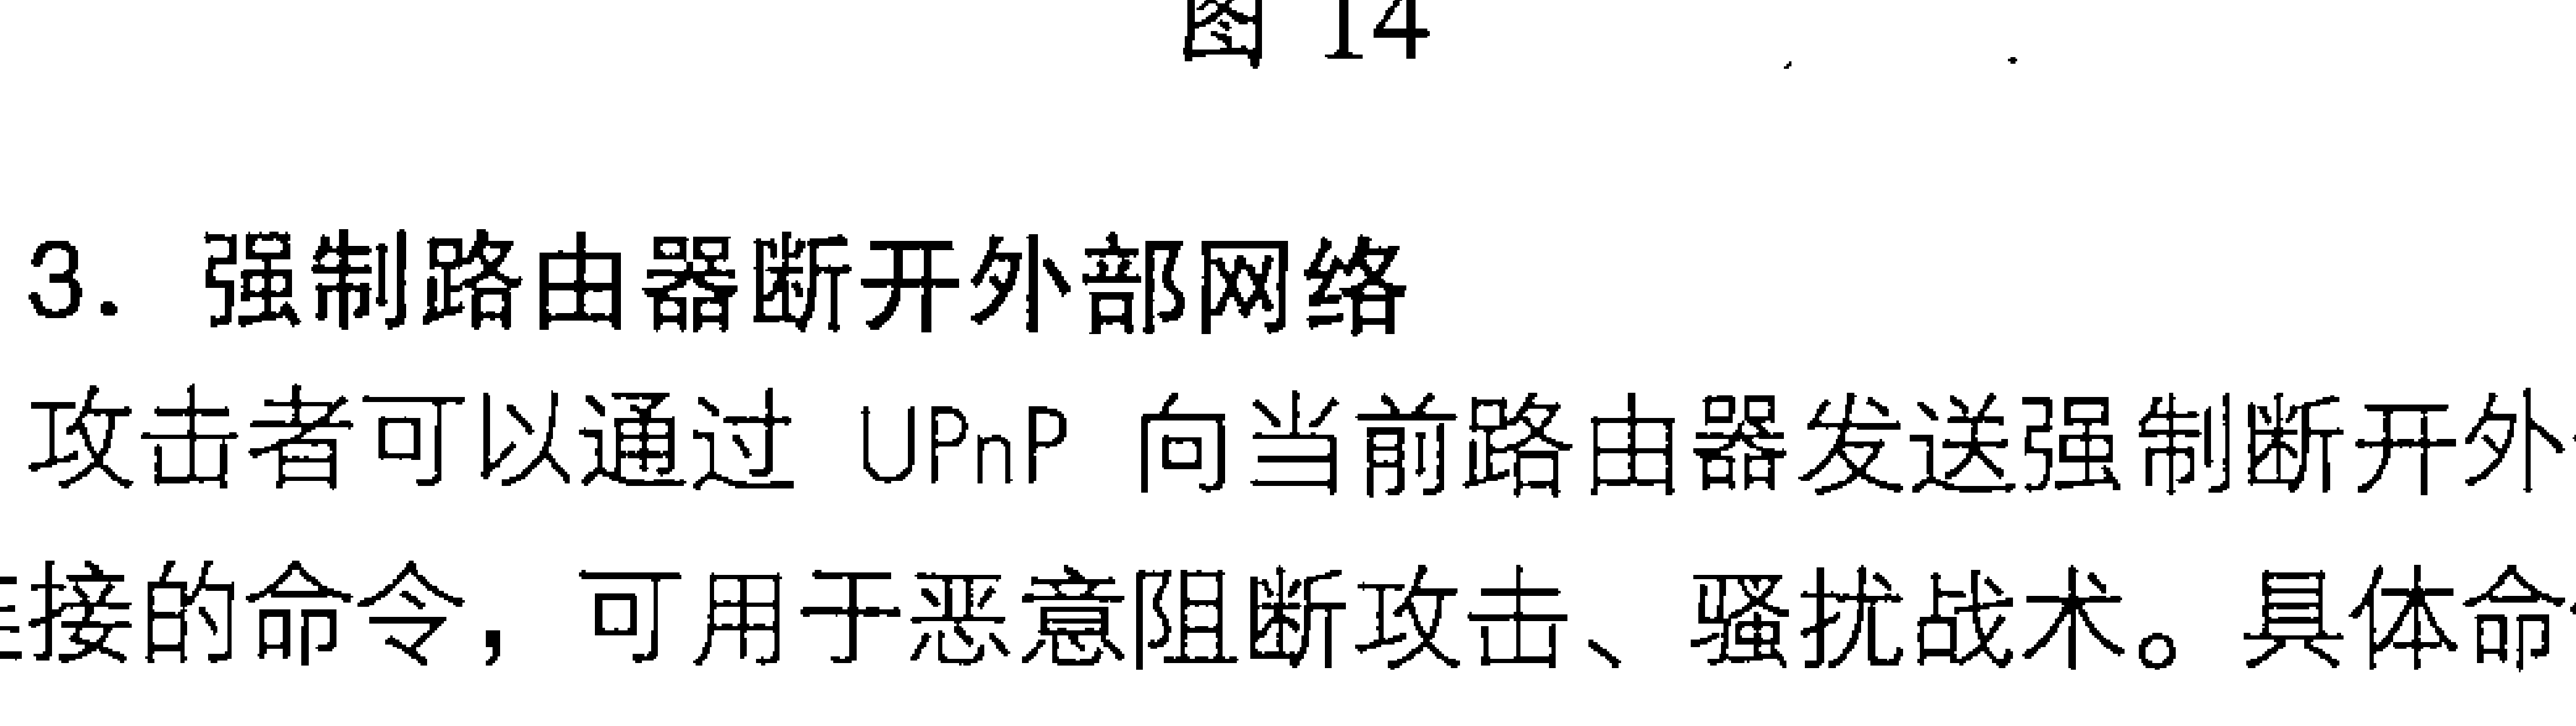 图 14
3. 强制路由器断开外部网络
攻击者可以通过 UPnP 向当前路由器发送强制断开外
接的命令，可用于恶意阻断攻击、骚扰战术。具体命